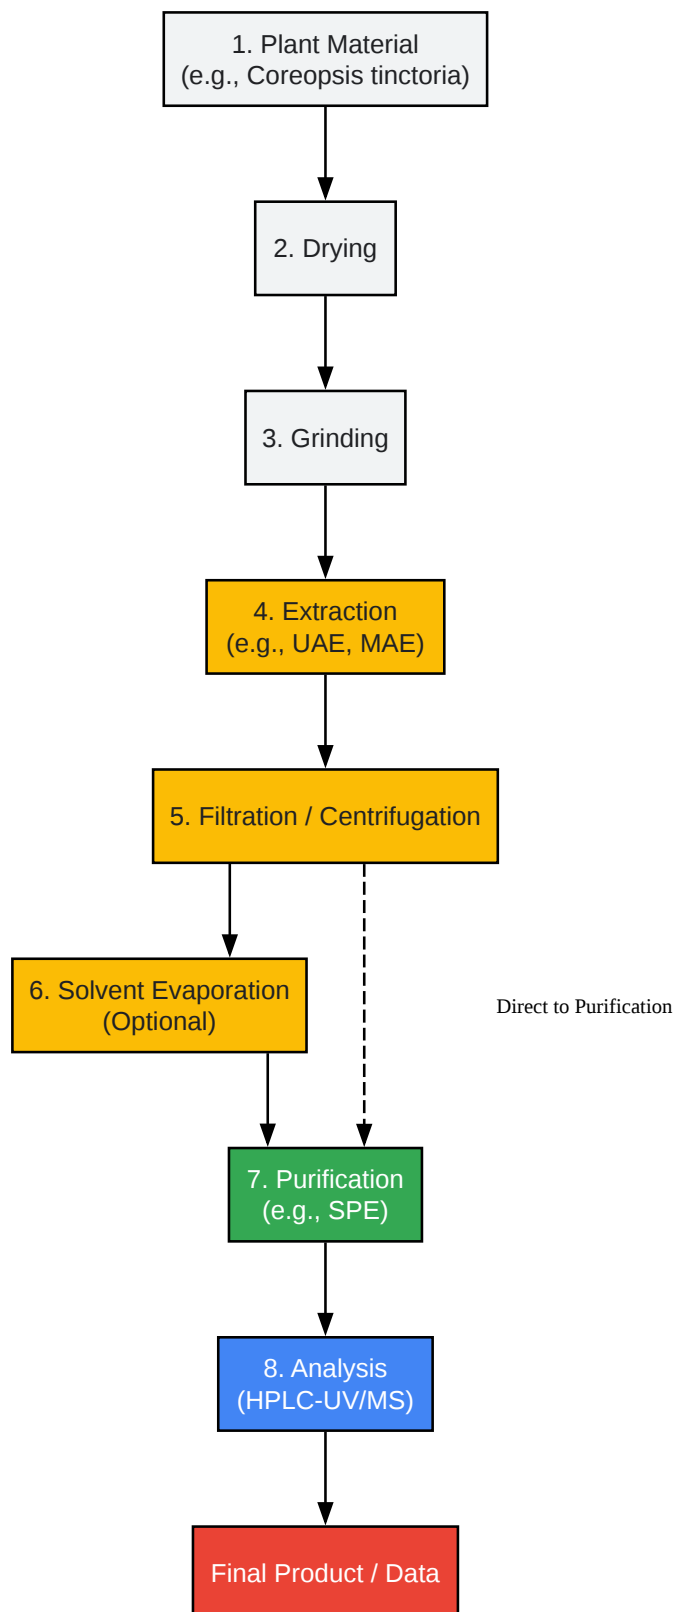 1. Plant Material
(e.g., Coreopsis tinctoria)
2. Drying
3. Grinding
4. Extraction
(e.g., UAE, MAE)
5. Filtration / Centrifugation
6. Solvent Evaporation
(Optional)
Direct to Purification
7. Purification
(e.g., SPE)
8. Analysis
(HPLC-UV/MS)
Final Product / Data